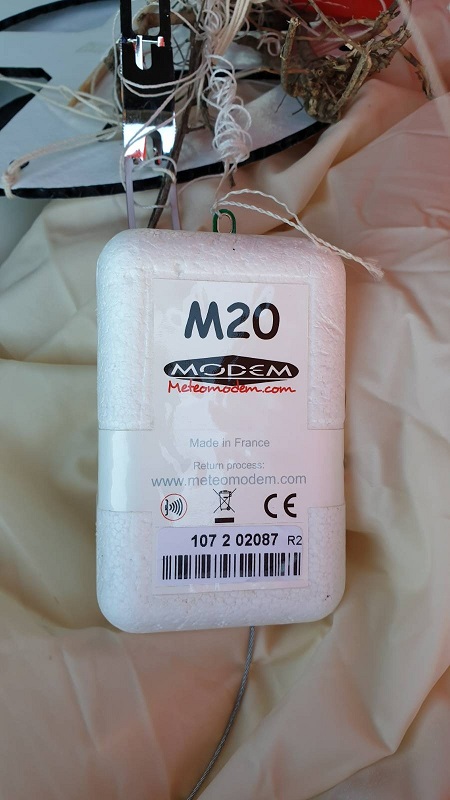 M20
MODEM
Meteomodem.com
Made in France
Return process:
www.meteomodem.com
CE
107 2 02087 R2